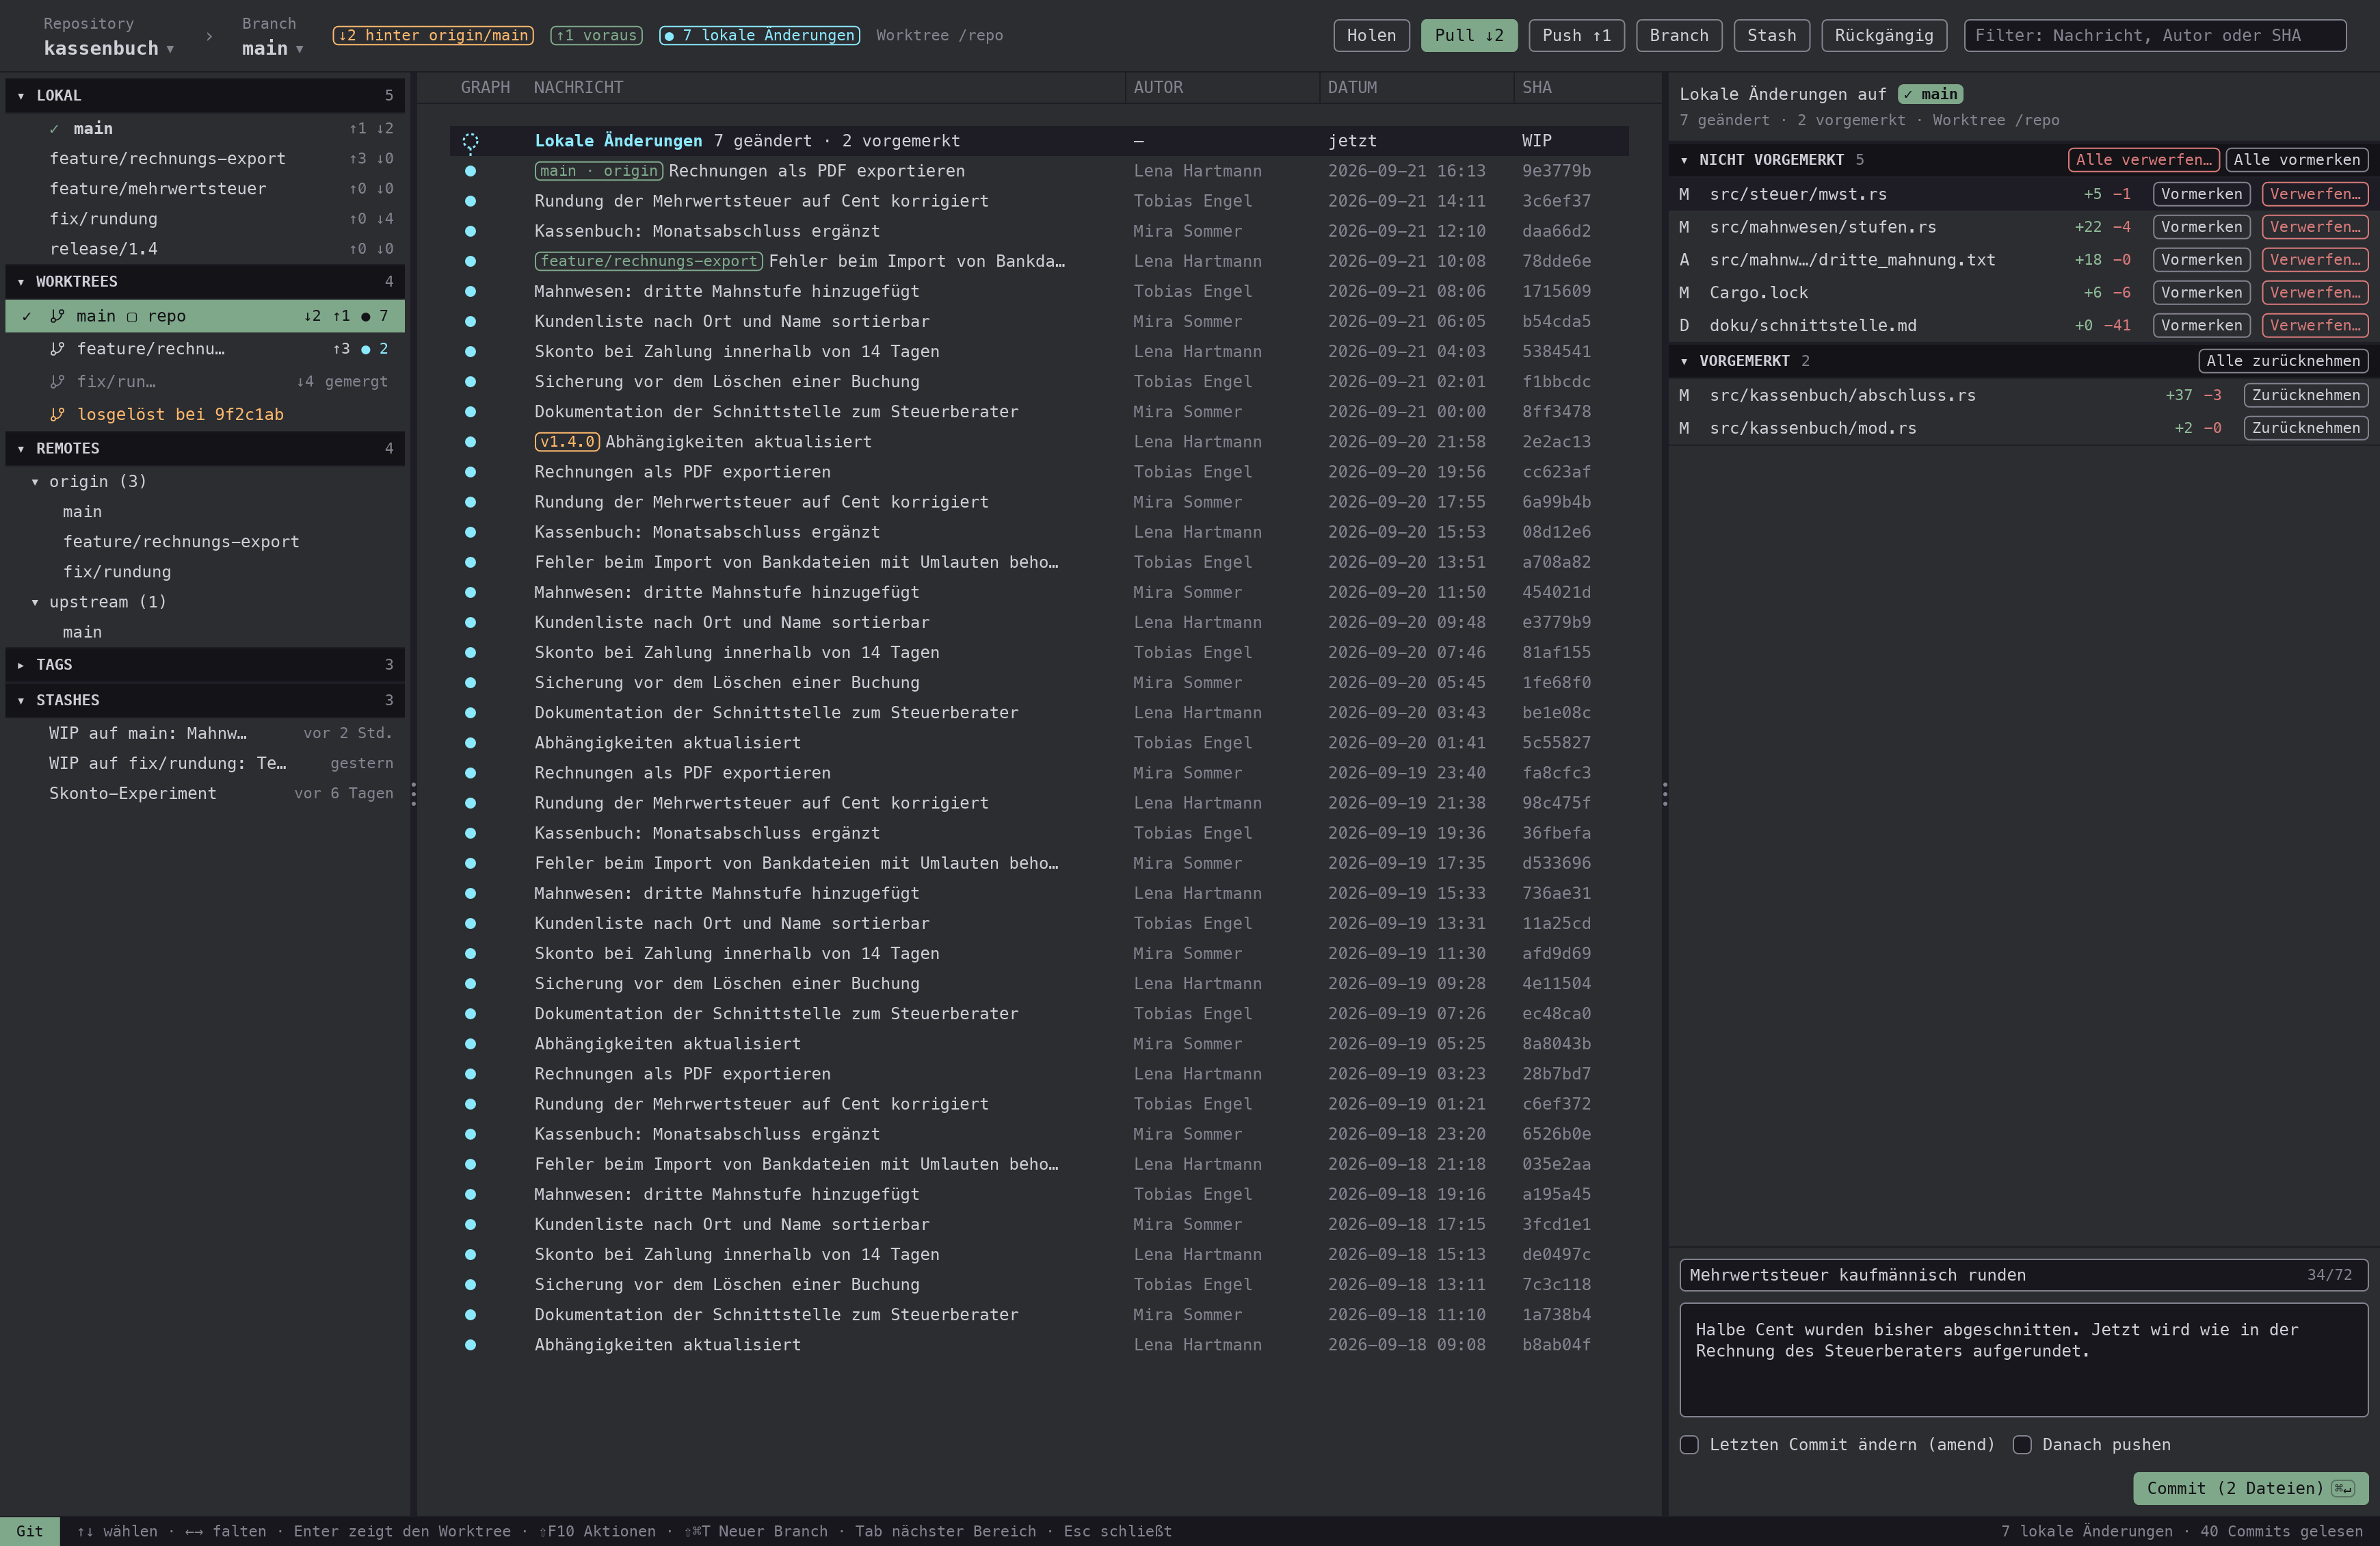 Repository
kassenbuch ▾
›
Branch
main ▾
↓2 hinter origin/main ↑1 voraus ● 7 lokale Änderungen Worktree /repo
Holen Pull ↓2 Push ↑1 Branch Stash Rückgängig Filter: Nachricht, Autor oder SHA
▾ LOKAL 5
✓ main ↑1 ↓2
feature/rechnungs-export ↑3 ↓0
feature/mehrwertsteuer ↑0 ↓0
fix/rundung ↑0 ↓4
release/1.4 ↑0 ↓0
▾ WORKTREES 4
✓ main ▢ repo ↓2 ↑1 ● 7
feature/rechnu… ↑3 ● 2
fix/run… ↓4 gemergt
losgelöst bei 9f2c1ab
▾ REMOTES 4
▾ origin (3)
main
feature/rechnungs-export
fix/rundung
▾ upstream (1)
main
▸ TAGS 3
▾ STASHES 3
WIP auf main: Mahnw… vor 2 Std.
WIP auf fix/rundung: Te… gestern
Skonto-Experiment vor 6 Tagen
GRAPH NACHRICHT AUTOR DATUM SHA
Lokale Änderungen 7 geändert · 2 vorgemerkt — jetzt WIP
main · origin Rechnungen als PDF exportieren Lena Hartmann 2026-09-21 16:13 9e3779b
Rundung der Mehrwertsteuer auf Cent korrigiert Tobias Engel 2026-09-21 14:11 3c6ef37
Kassenbuch: Monatsabschluss ergänzt Mira Sommer 2026-09-21 12:10 daa66d2
feature/rechnungs-export Fehler beim Import von Bankda… Lena Hartmann 2026-09-21 10:08 78dde6e
Mahnwesen: dritte Mahnstufe hinzugefügt Tobias Engel 2026-09-21 08:06 1715609
Kundenliste nach Ort und Name sortierbar Mira Sommer 2026-09-21 06:05 b54cda5
Skonto bei Zahlung innerhalb von 14 Tagen Lena Hartmann 2026-09-21 04:03 5384541
Sicherung vor dem Löschen einer Buchung Tobias Engel 2026-09-21 02:01 f1bbcdc
Dokumentation der Schnittstelle zum Steuerberater Mira Sommer 2026-09-21 00:00 8ff3478
v1.4.0 Abhängigkeiten aktualisiert Lena Hartmann 2026-09-20 21:58 2e2ac13
Rechnungen als PDF exportieren Tobias Engel 2026-09-20 19:56 cc623af
Rundung der Mehrwertsteuer auf Cent korrigiert Mira Sommer 2026-09-20 17:55 6a99b4b
Kassenbuch: Monatsabschluss ergänzt Lena Hartmann 2026-09-20 15:53 08d12e6
Fehler beim Import von Bankdateien mit Umlauten beho… Tobias Engel 2026-09-20 13:51 a708a82
Mahnwesen: dritte Mahnstufe hinzugefügt Mira Sommer 2026-09-20 11:50 454021d
Kundenliste nach Ort und Name sortierbar Lena Hartmann 2026-09-20 09:48 e3779b9
Skonto bei Zahlung innerhalb von 14 Tagen Tobias Engel 2026-09-20 07:46 81af155
Sicherung vor dem Löschen einer Buchung Mira Sommer 2026-09-20 05:45 1fe68f0
Dokumentation der Schnittstelle zum Steuerberater Lena Hartmann 2026-09-20 03:43 be1e08c
Abhängigkeiten aktualisiert Tobias Engel 2026-09-20 01:41 5c55827
Rechnungen als PDF exportieren Mira Sommer 2026-09-19 23:40 fa8cfc3
Rundung der Mehrwertsteuer auf Cent korrigiert Lena Hartmann 2026-09-19 21:38 98c475f
Kassenbuch: Monatsabschluss ergänzt Tobias Engel 2026-09-19 19:36 36fbefa
Fehler beim Import von Bankdateien mit Umlauten beho… Mira Sommer 2026-09-19 17:35 d533696
Mahnwesen: dritte Mahnstufe hinzugefügt Lena Hartmann 2026-09-19 15:33 736ae31
Kundenliste nach Ort und Name sortierbar Tobias Engel 2026-09-19 13:31 11a25cd
Skonto bei Zahlung innerhalb von 14 Tagen Mira Sommer 2026-09-19 11:30 afd9d69
Sicherung vor dem Löschen einer Buchung Lena Hartmann 2026-09-19 09:28 4e11504
Dokumentation der Schnittstelle zum Steuerberater Tobias Engel 2026-09-19 07:26 ec48ca0
Abhängigkeiten aktualisiert Mira Sommer 2026-09-19 05:25 8a8043b
Rechnungen als PDF exportieren Lena Hartmann 2026-09-19 03:23 28b7bd7
Rundung der Mehrwertsteuer auf Cent korrigiert Tobias Engel 2026-09-19 01:21 c6ef372
Kassenbuch: Monatsabschluss ergänzt Mira Sommer 2026-09-18 23:20 6526b0e
Fehler beim Import von Bankdateien mit Umlauten beho… Lena Hartmann 2026-09-18 21:18 035e2aa
Mahnwesen: dritte Mahnstufe hinzugefügt Tobias Engel 2026-09-18 19:16 a195a45
Kundenliste nach Ort und Name sortierbar Mira Sommer 2026-09-18 17:15 3fcd1e1
Skonto bei Zahlung innerhalb von 14 Tagen Lena Hartmann 2026-09-18 15:13 de0497c
Sicherung vor dem Löschen einer Buchung Tobias Engel 2026-09-18 13:11 7c3c118
Dokumentation der Schnittstelle zum Steuerberater Mira Sommer 2026-09-18 11:10 1a738b4
Abhängigkeiten aktualisiert Lena Hartmann 2026-09-18 09:08 b8ab04f
Lokale Änderungen auf ✓ main
7 geändert · 2 vorgemerkt · Worktree /repo
▾ NICHT VORGEMERKT 5 Alle verwerfen… Alle vormerken
M src/steuer/mwst.rs +5 −1 Vormerken Verwerfen…
M src/mahnwesen/stufen.rs +22 −4 Vormerken Verwerfen…
A src/mahnw…/dritte_mahnung.txt +18 −0 Vormerken Verwerfen…
M Cargo.lock +6 −6 Vormerken Verwerfen…
D doku/schnittstelle.md +0 −41 Vormerken Verwerfen…
▾ VORGEMERKT 2 Alle zurücknehmen
M src/kassenbuch/abschluss.rs +37 −3 Zurücknehmen
M src/kassenbuch/mod.rs +2 −0 Zurücknehmen
Mehrwertsteuer kaufmännisch runden 34/72
Halbe Cent wurden bisher abgeschnitten. Jetzt wird wie in der
Rechnung des Steuerberaters aufgerundet.
Letzten Commit ändern (amend) Danach pushen
Commit (2 Dateien) ⌘↵
Git ↑↓ wählen · ←→ falten · Enter zeigt den Worktree · ⇧F10 Aktionen · ⇧⌘T Neuer Branch · Tab nächster Bereich · Esc schließt
7 lokale Änderungen · 40 Commits gelesen